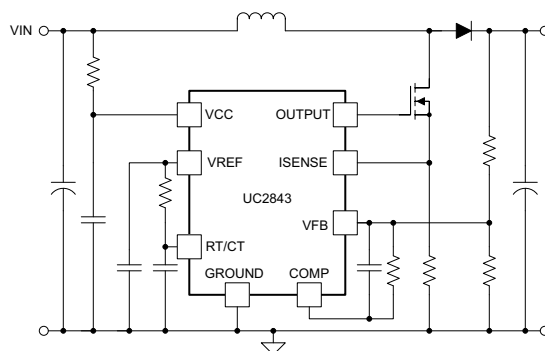 VIN
VCC
OUTPUT
VREF
ISENSE
UC2843
VFB
RT/CT
GROUND
COMP